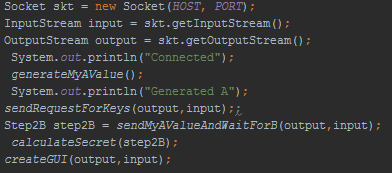 Socket skt = new Socket(HOST, PORT);
InputStream input = skt.getInputStream();
OutputStream output = skt.getOutputStream();
System.out.println("Connected");
generateMyAValue();
System.out.println("Generated A");
sendRequestForKeys(output,input);;
Step2B step2B = sendMyAValueAndWaitForB(output,input);
calculateSecret(step2B);
createGUI(output,input);